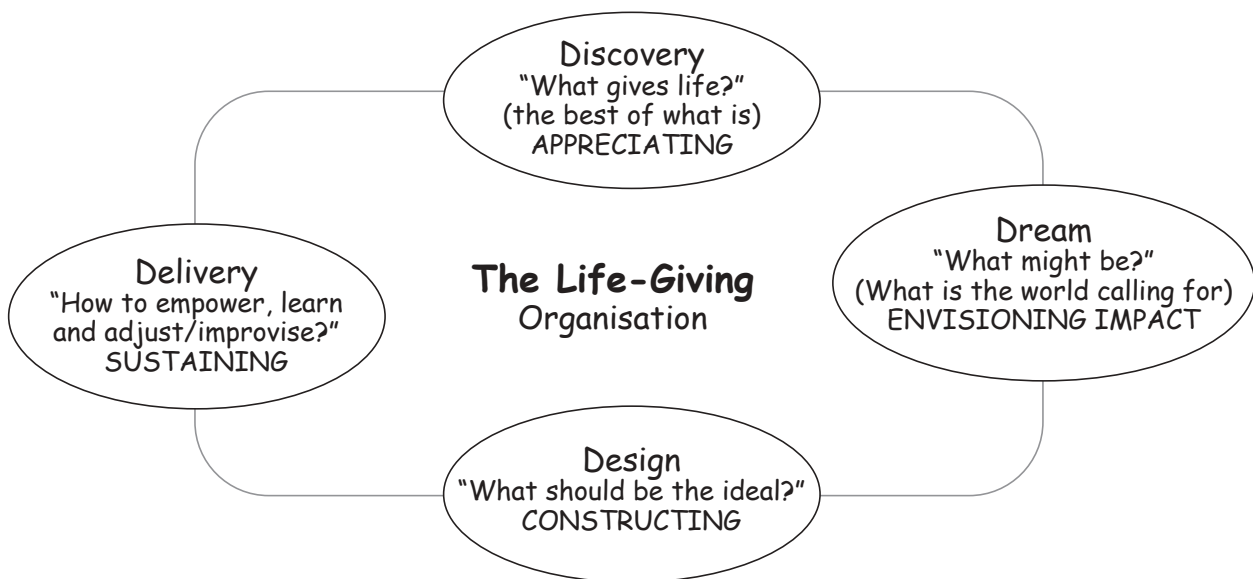 Discovery
“What gives life?”
(the best of what is)
APPRECIATING
Dream
“What might be?”
(What is the world calling for)
ENVISIONING IMPACT
Delivery
“How to empower, learn
and adjust/improvise?”
SUSTAINING
The Life-Giving
Organisation
Design
“What should be the ideal?”
CONSTRUCTING